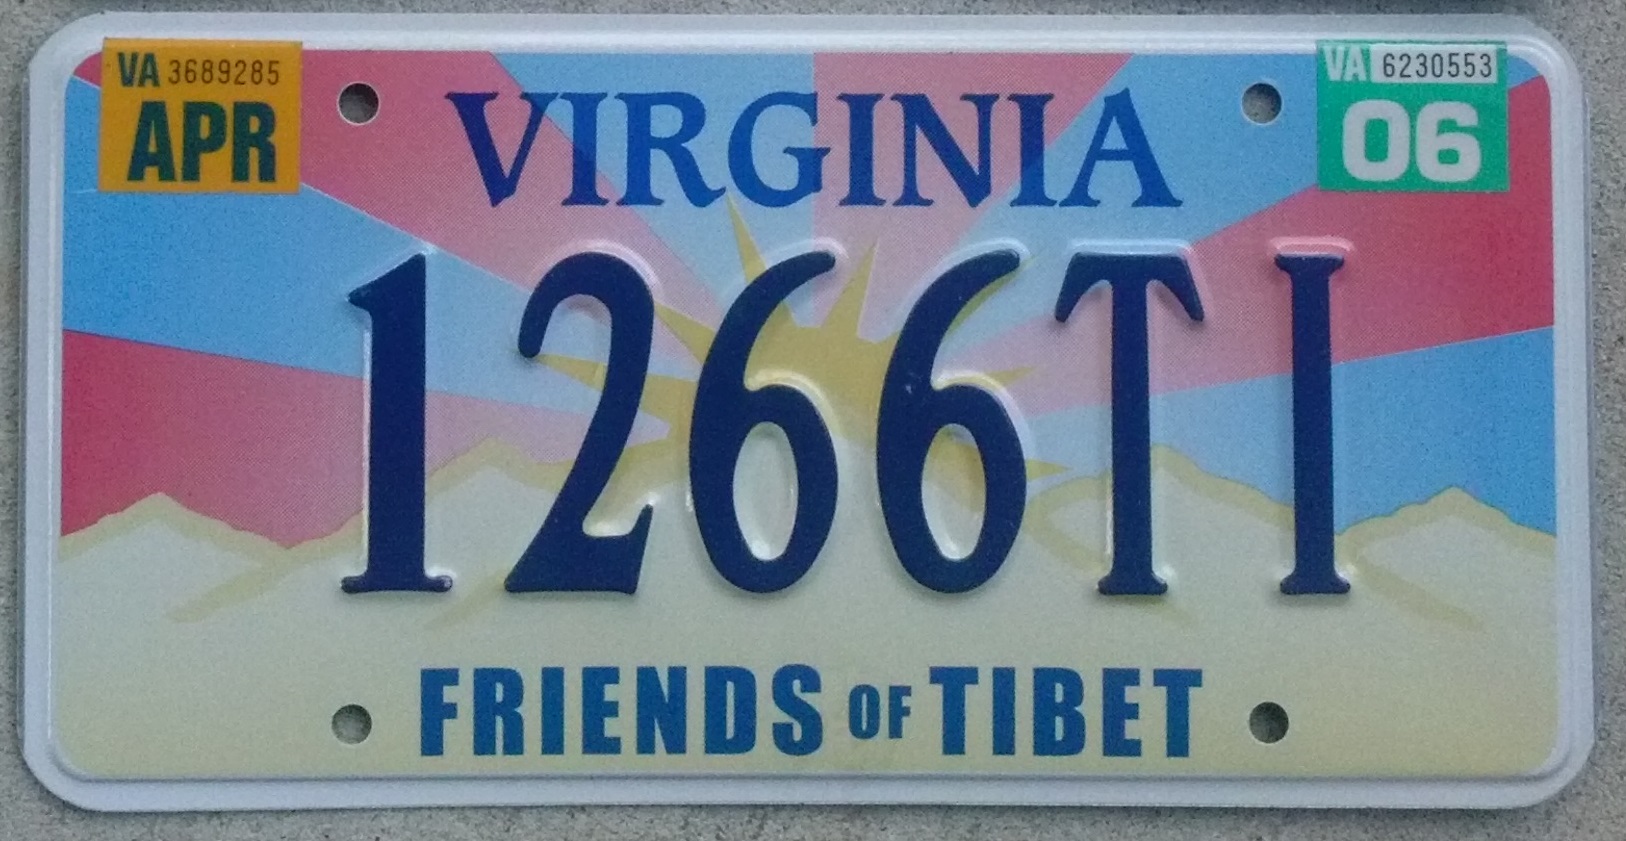 VA 3689285
APR
VIRGINIA
VA 6230553
06
1266TI
FRIENDS OF TIBET